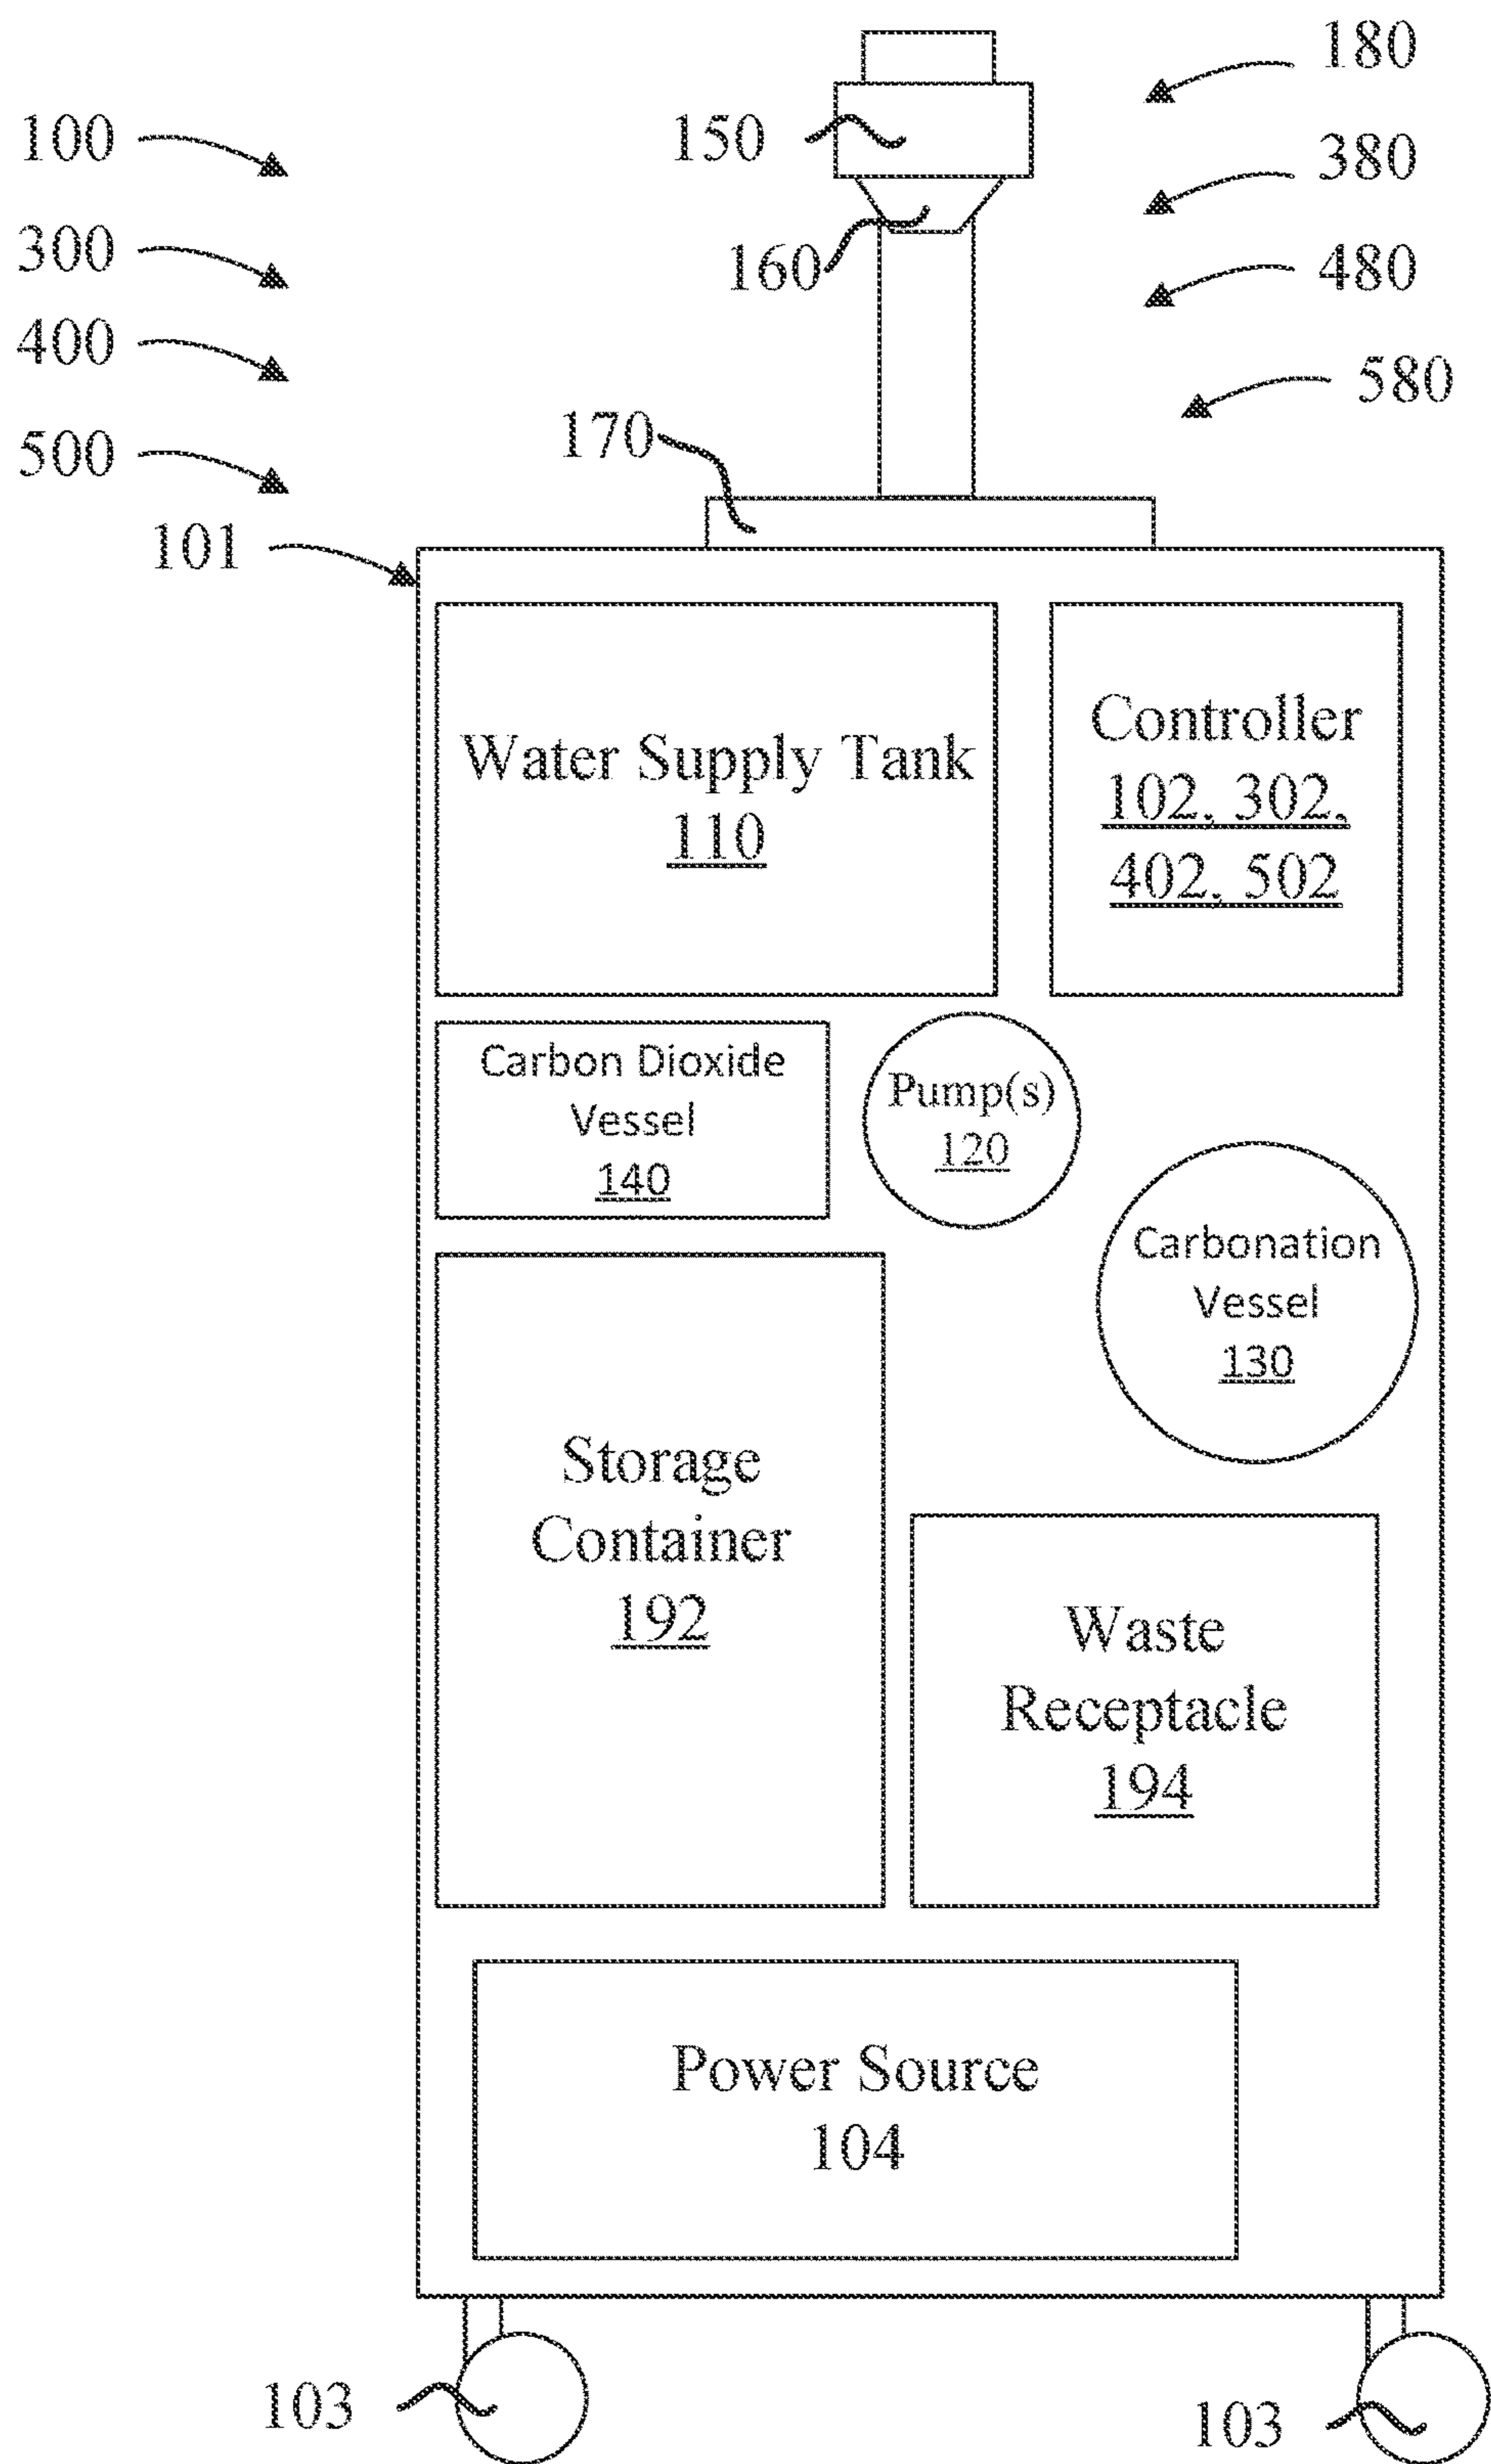 180
100
150
380
300
160
480
400
580
170
500
101
Water Supply Tank
110
Controller
102, 302,
402, 502
Carbon Dioxide
Vessel
140
Pump(s)
120
Carbonation
Vessel
130
Storage
Container
192
Waste
Receptacle
194
Power Source
104
103
103